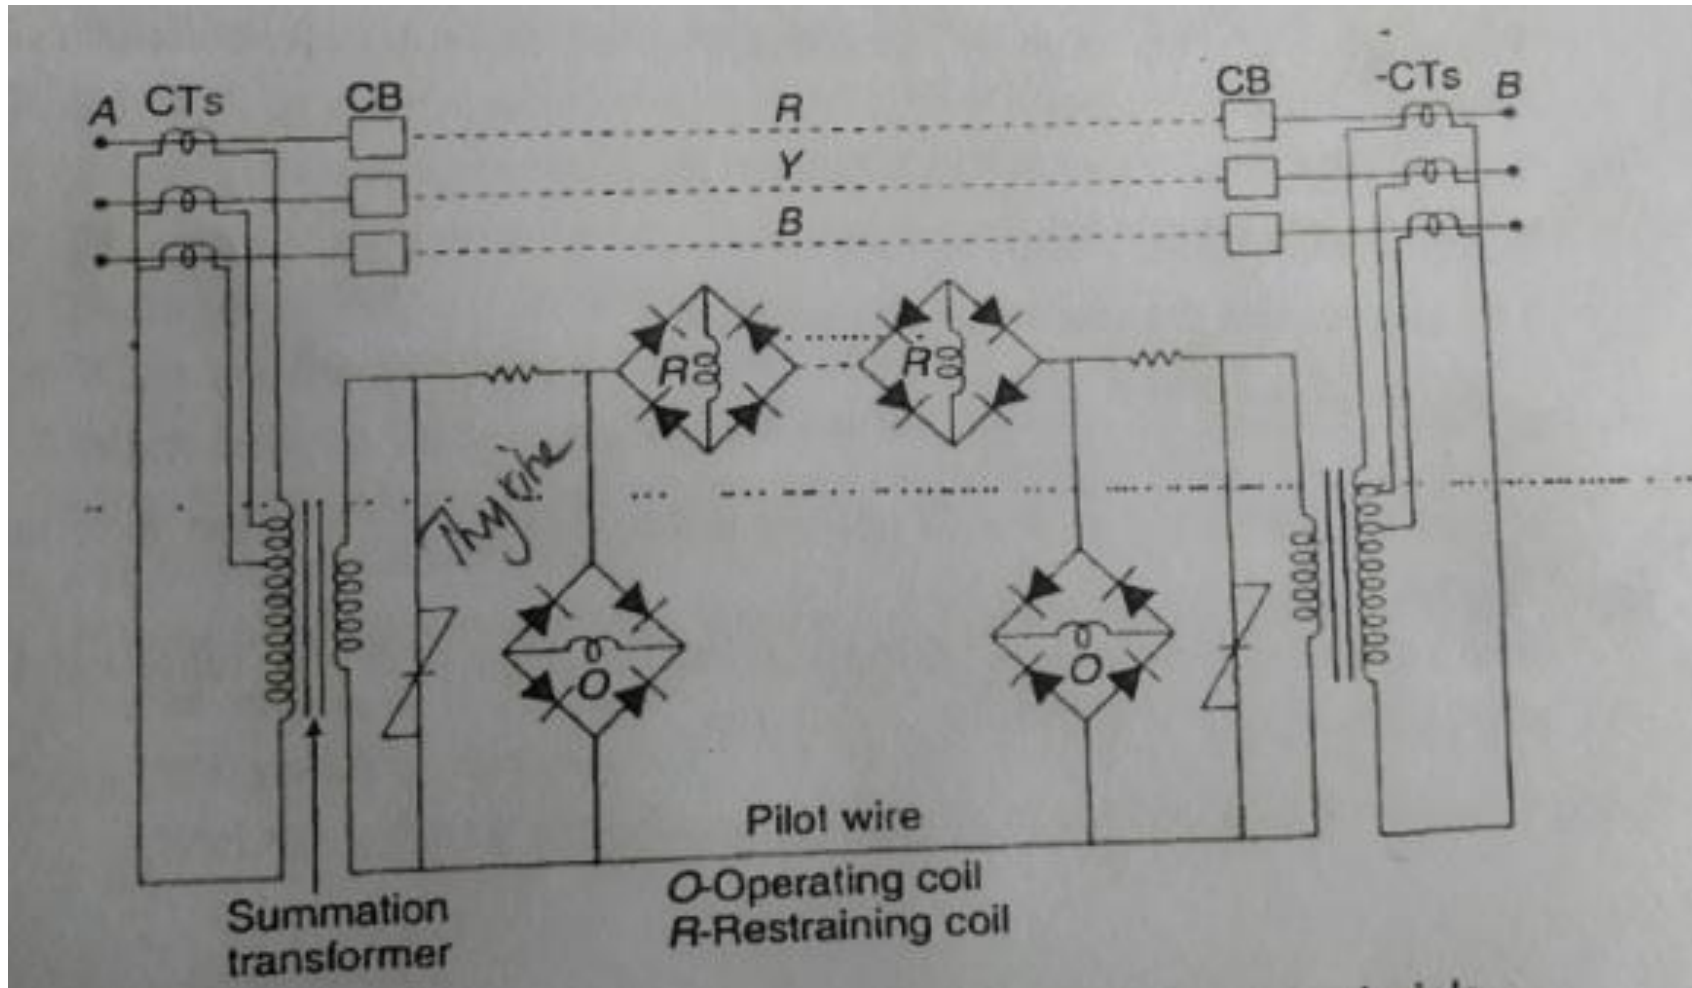 A CTs CB R CB -CTs B
Y
B
R R
Thyrite
O O
Pilot wire
O-Operating coil
R-Restraining coil
Summation
transformer